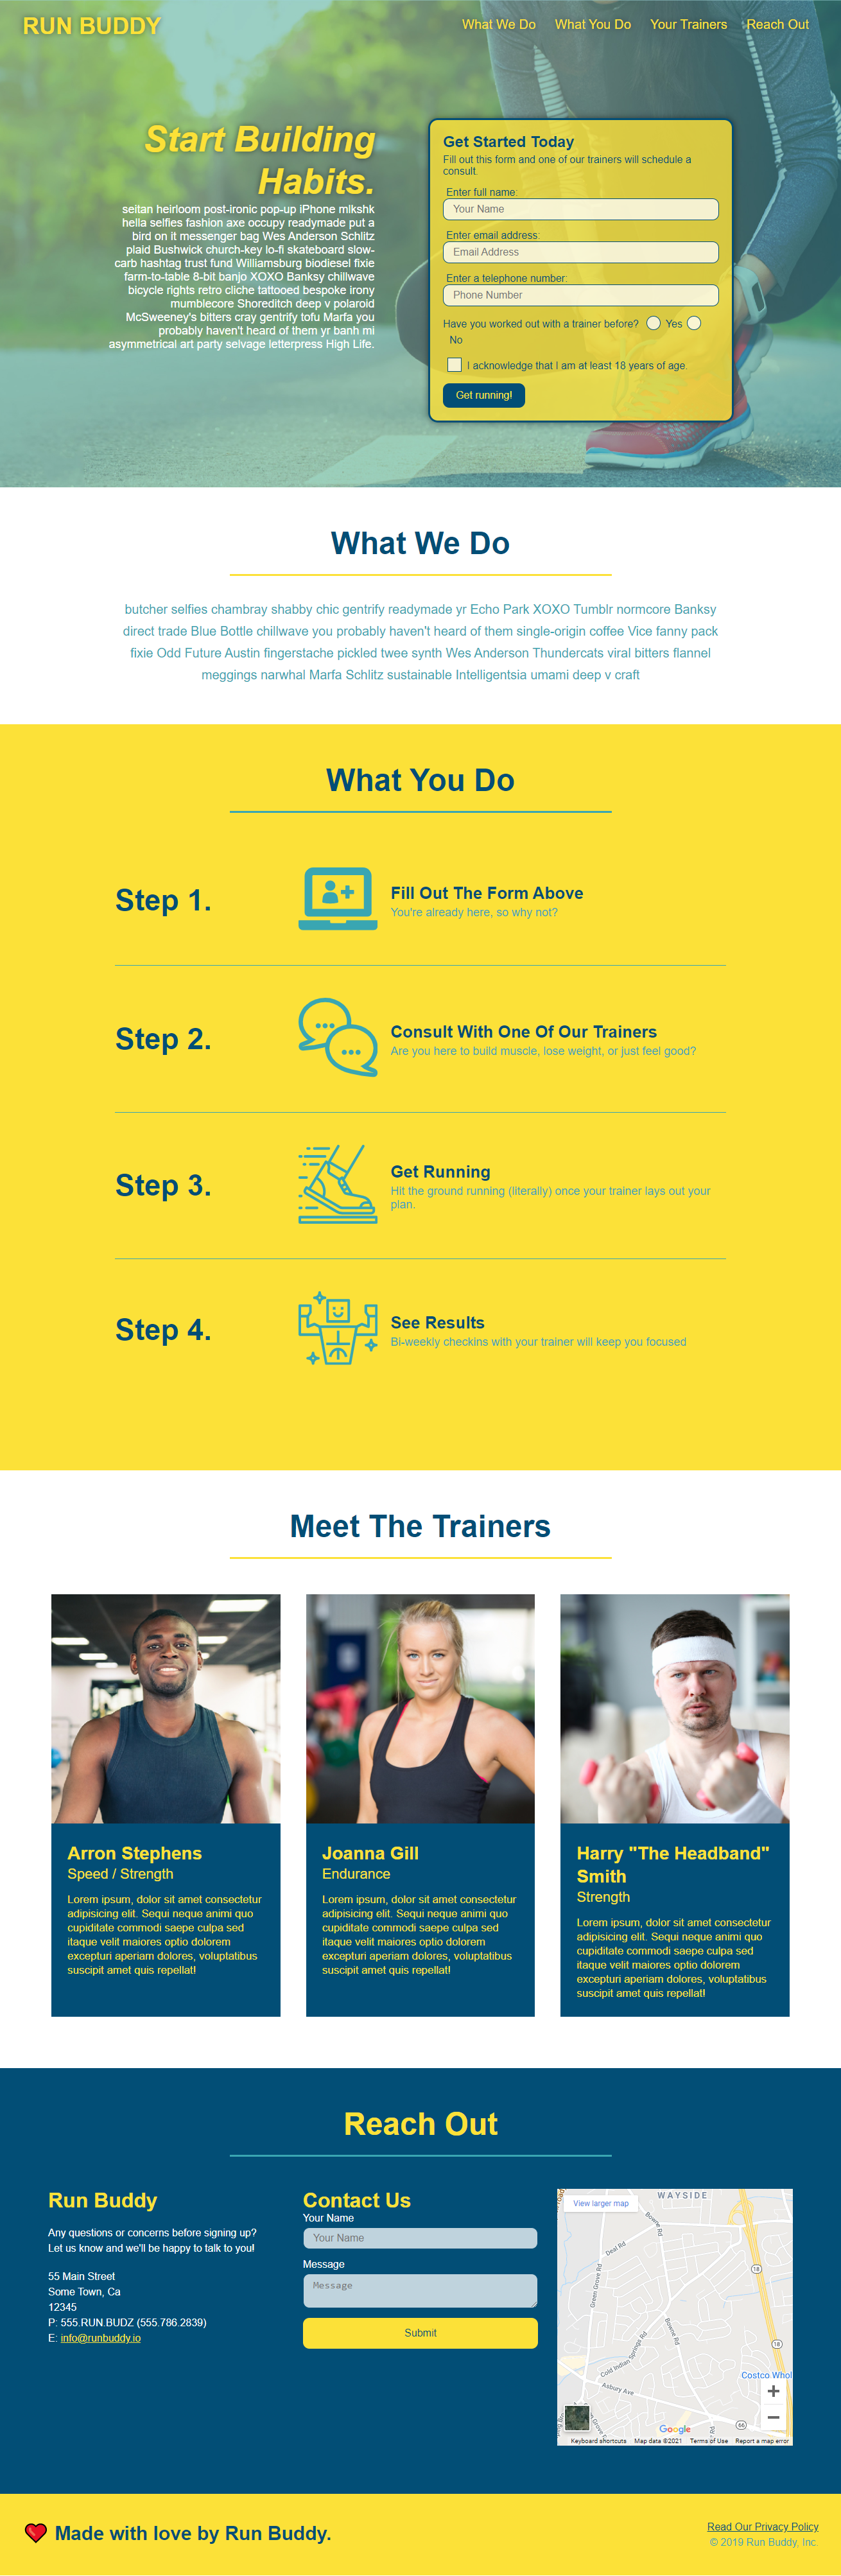 RUN BUDDY
What We Do What You Do Your Trainers Reach Out
Start Building
Habits.
seitan heirloom post-ironic pop-up iPhone mlkshk
hella selfies fashion axe occupy readymade put a
bird on it messenger bag Wes Anderson Schlitz
plaid Bushwick church-key lo-fi skateboard slow-
carb hashtag trust fund Williamsburg biodiesel fixie
farm-to-table 8-bit banjo XOXO Banksy chillwave
bicycle rights retro cliche tattooed bespoke irony
mumblecore Shoreditch deep v polaroid
McSweeney's bitters cray gentrify tofu Marfa you
probably haven't heard of them yr banh mi
asymmetrical art party selvage letterpress High Life.
Get Started Today
Fill out this form and one of our trainers will schedule a
consult.
Enter full name:
Your Name
Enter email address:
Email Address
Enter a telephone number:
Phone Number
Have you worked out with a trainer before? Yes
No
I acknowledge that I am at least 18 years of age.
Get running!
What We Do
butcher selfies chambray shabby chic gentrify readymade yr Echo Park XOXO Tumblr normcore Banksy
direct trade Blue Bottle chillwave you probably haven't heard of them single-origin coffee Vice fanny pack
fixie Odd Future Austin fingerstache pickled twee synth Wes Anderson Thundercats viral bitters flannel
meggings narwhal Marfa Schlitz sustainable Intelligentsia umami deep v craft
What You Do
Step 1.
Fill Out The Form Above
You're already here, so why not?
Step 2.
Consult With One Of Our Trainers
Are you here to build muscle, lose weight, or just feel good?
Step 3.
Get Running
Hit the ground running (literally) once your trainer lays out your
plan.
Step 4.
See Results
Bi-weekly checkins with your trainer will keep you focused
Meet The Trainers
Arron Stephens
Speed / Strength
Lorem ipsum, dolor sit amet consectetur
adipisicing elit. Sequi neque animi quo
cupiditate commodi saepe culpa sed
itaque velit maiores optio dolorem
excepturi aperiam dolores, voluptatibus
suscipit amet quis repellat!
Joanna Gill
Endurance
Lorem ipsum, dolor sit amet consectetur
adipisicing elit. Sequi neque animi quo
cupiditate commodi saepe culpa sed
itaque velit maiores optio dolorem
excepturi aperiam dolores, voluptatibus
suscipit amet quis repellat!
Harry "The Headband"
Smith
Strength
Lorem ipsum, dolor sit amet consectetur
adipisicing elit. Sequi neque animi quo
cupiditate commodi saepe culpa sed
itaque velit maiores optio dolorem
excepturi aperiam dolores, voluptatibus
suscipit amet quis repellat!
Reach Out
Run Buddy
Any questions or concerns before signing up?
Let us know and we'll be happy to talk to you!
55 Main Street
Some Town, Ca
12345
P: 555.RUN.BUDZ (555.786.2839)
E: info@runbuddy.io
Contact Us
Your Name
Your Name
Message
Message
Submit
View larger map
WAYSIDE
Bowne Rd
Deal Rd
Green Grove Rd
18
Bowne Rd
Cold Indian Springs Rd
18
Costco Whol
Asbury Ave
66
Google
Keyboard shortcuts Map data ©2021 Terms of Use Report a map error
Made with love by Run Buddy.
Read Our Privacy Policy
© 2019 Run Buddy, Inc.